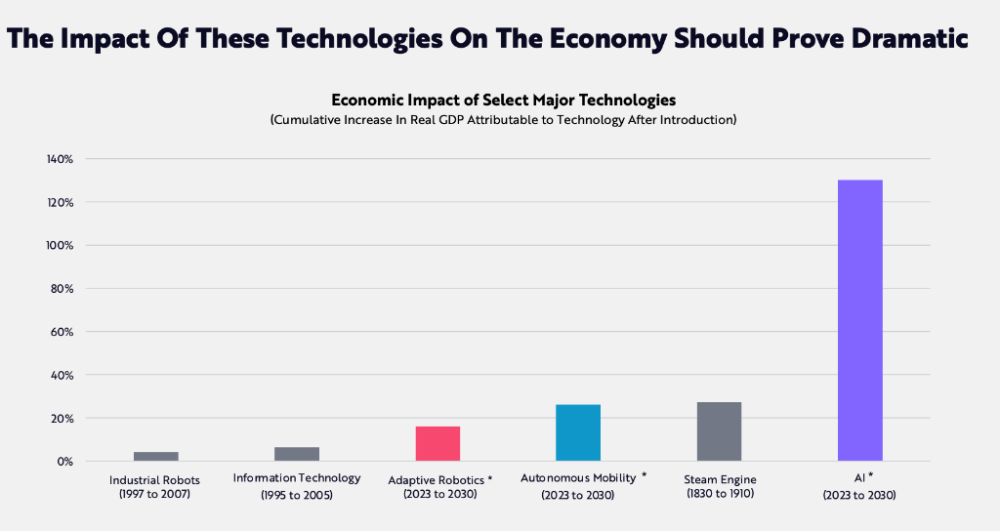 The Impact Of These Technologies On The Economy Should Prove Dramatic
Economic Impact of Select Major Technologies
(Cumulative Increase In Real GDP Attributable to Technology After Introduction)
140%
120%
100%
80%
60%
40%
20%
0%
Industrial Robots
(1997 to 2007)
Information Technology
(1995 to 2005)
Adaptive Robotics *
(2023 to 2030)
Autonomous Mobility *
(2023 to 2030)
Steam Engine
(1830 to 1910)
AI *
(2023 to 2030)